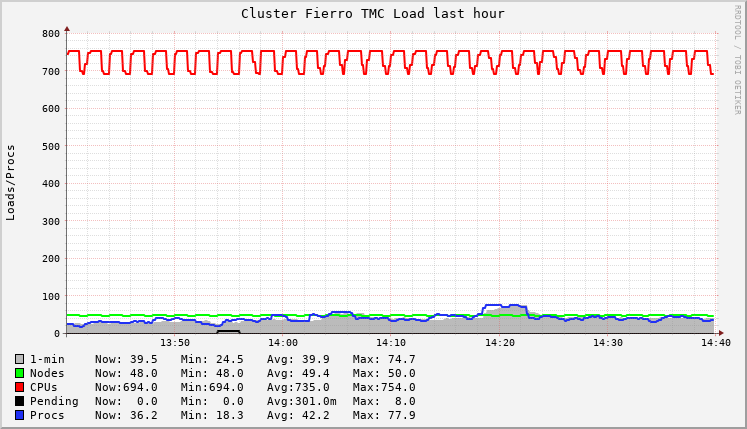 Cluster Fierro TMC Load last hour
RRDTOOL / TOBI OETIKER
Loads/Procs
800
700
600
500
400
300
200
100
0
13:50 14:00 14:10 14:20 14:30 14:40
1-min Now: 39.5 Min: 24.5 Avg: 39.9 Max: 74.7
Nodes Now: 48.0 Min: 48.0 Avg: 49.4 Max: 50.0
CPUs Now:694.0 Min:694.0 Avg:735.0 Max:754.0
Pending Now: 0.0 Min: 0.0 Avg:301.0m Max: 8.0
Procs Now: 36.2 Min: 18.3 Avg: 42.2 Max: 77.9